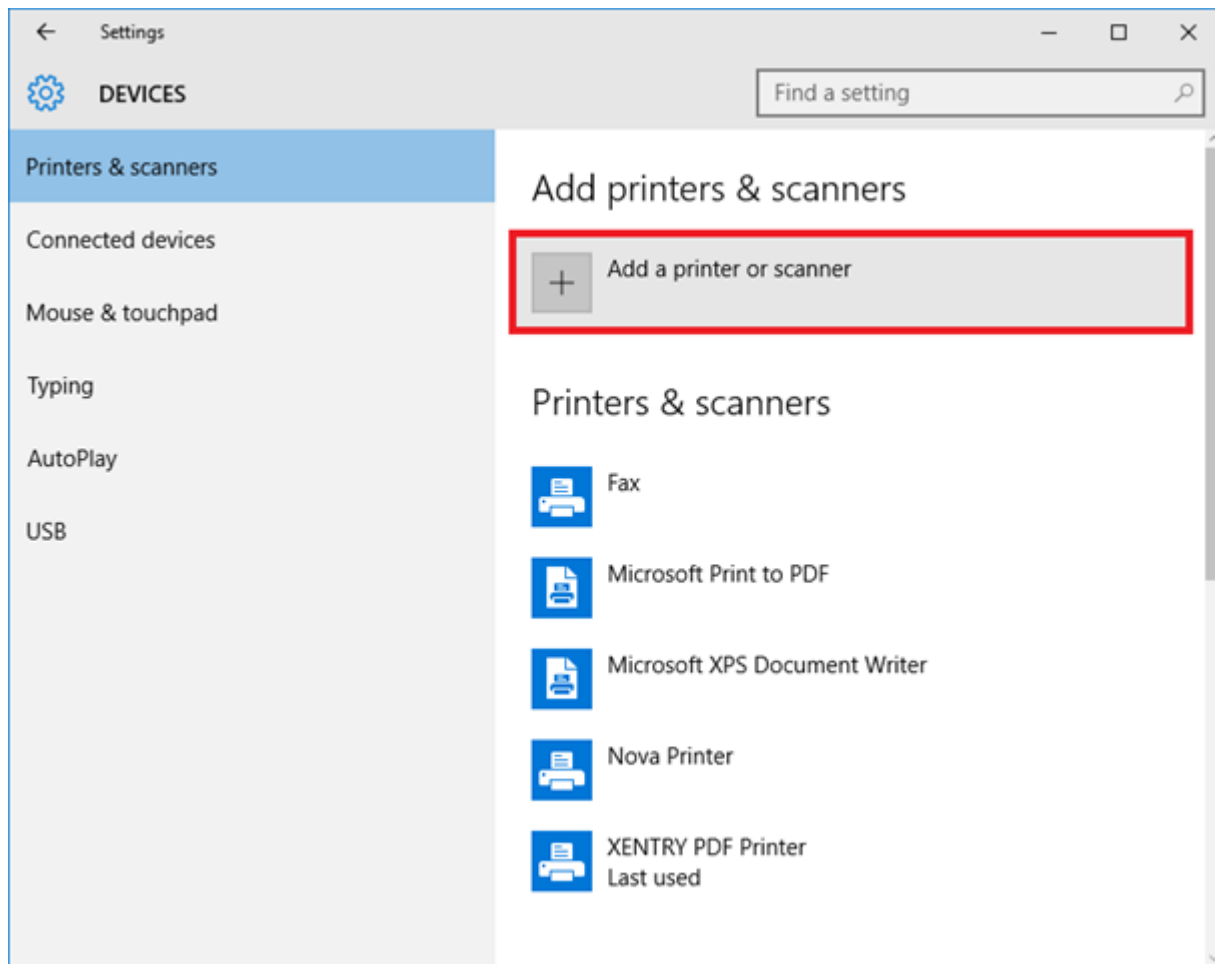 Settings
DEVICES
Find a setting
Printers & scanners
Connected devices
Mouse & touchpad
Typing
AutoPlay
USB
Add printers & scanners
Add a printer or scanner
Printers & scanners
Fax
Microsoft Print to PDF
Microsoft XPS Document Writer
Nova Printer
XENTRY PDF Printer
Last used